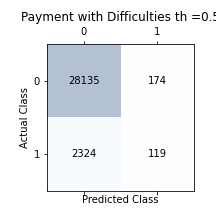 Payment with Difficulties th =0.5
0 1
0 28135 174
1 2324 119
Actual Class
Predicted Class